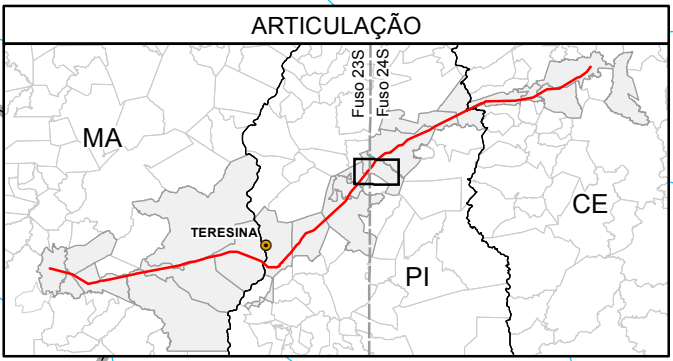 ARTICULAÇÃO
Fuso 23S
Fuso 24S
MA
TERESINA
CE
PI